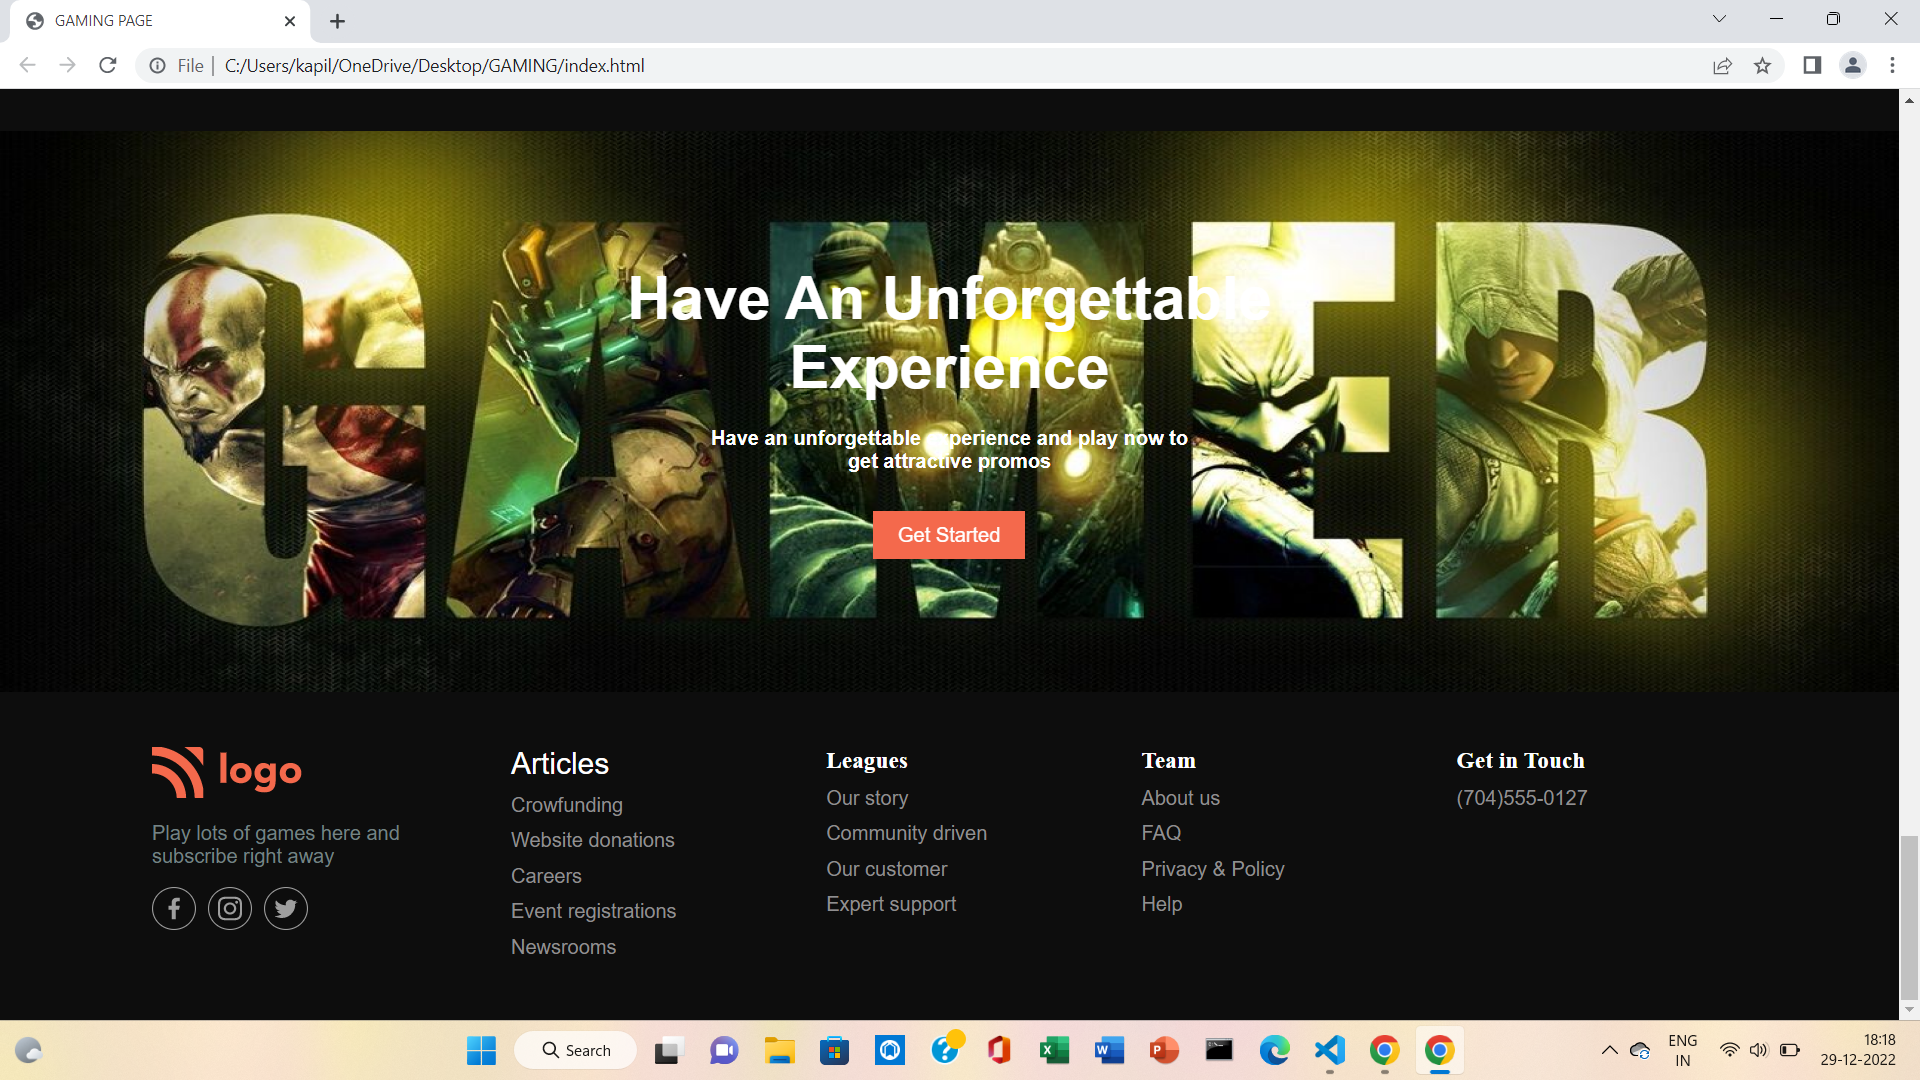 GAMING PAGE
File | C:/Users/kapil/OneDrive/Desktop/GAMING/index.html
GAMER
Have An Unforgettable
Experience
Have an unforgettable experience and play now to
get attractive promos
Get Started
logo
Play lots of games here and
subscribe right away
Articles
Crowfunding
Website donations
Careers
Event registrations
Newsrooms
Leagues
Our story
Community driven
Our customer
Expert support
Team
About us
FAQ
Privacy & Policy
Help
Get in Touch
(704)555-0127
Search
ENG
IN
18:18
29-12-2022